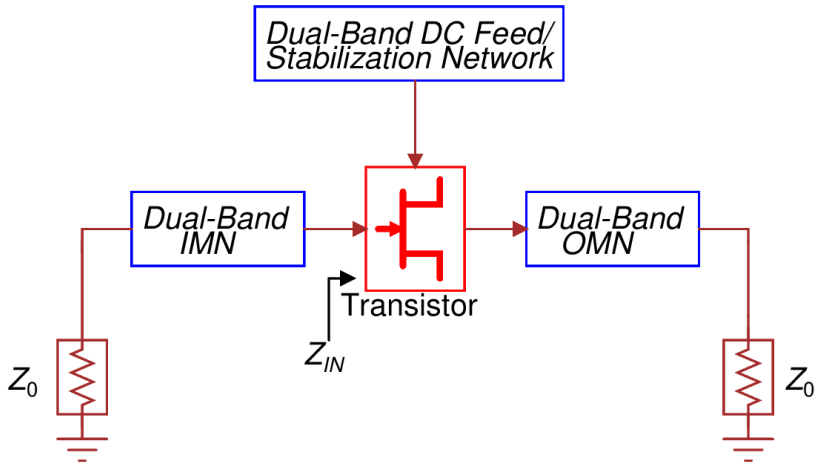 Dual-Band DC Feed/
Stabilization Network
Dual-Band
IMN
Dual-Band
OMN
Transistor
Z_IN
Z_0
Z_0